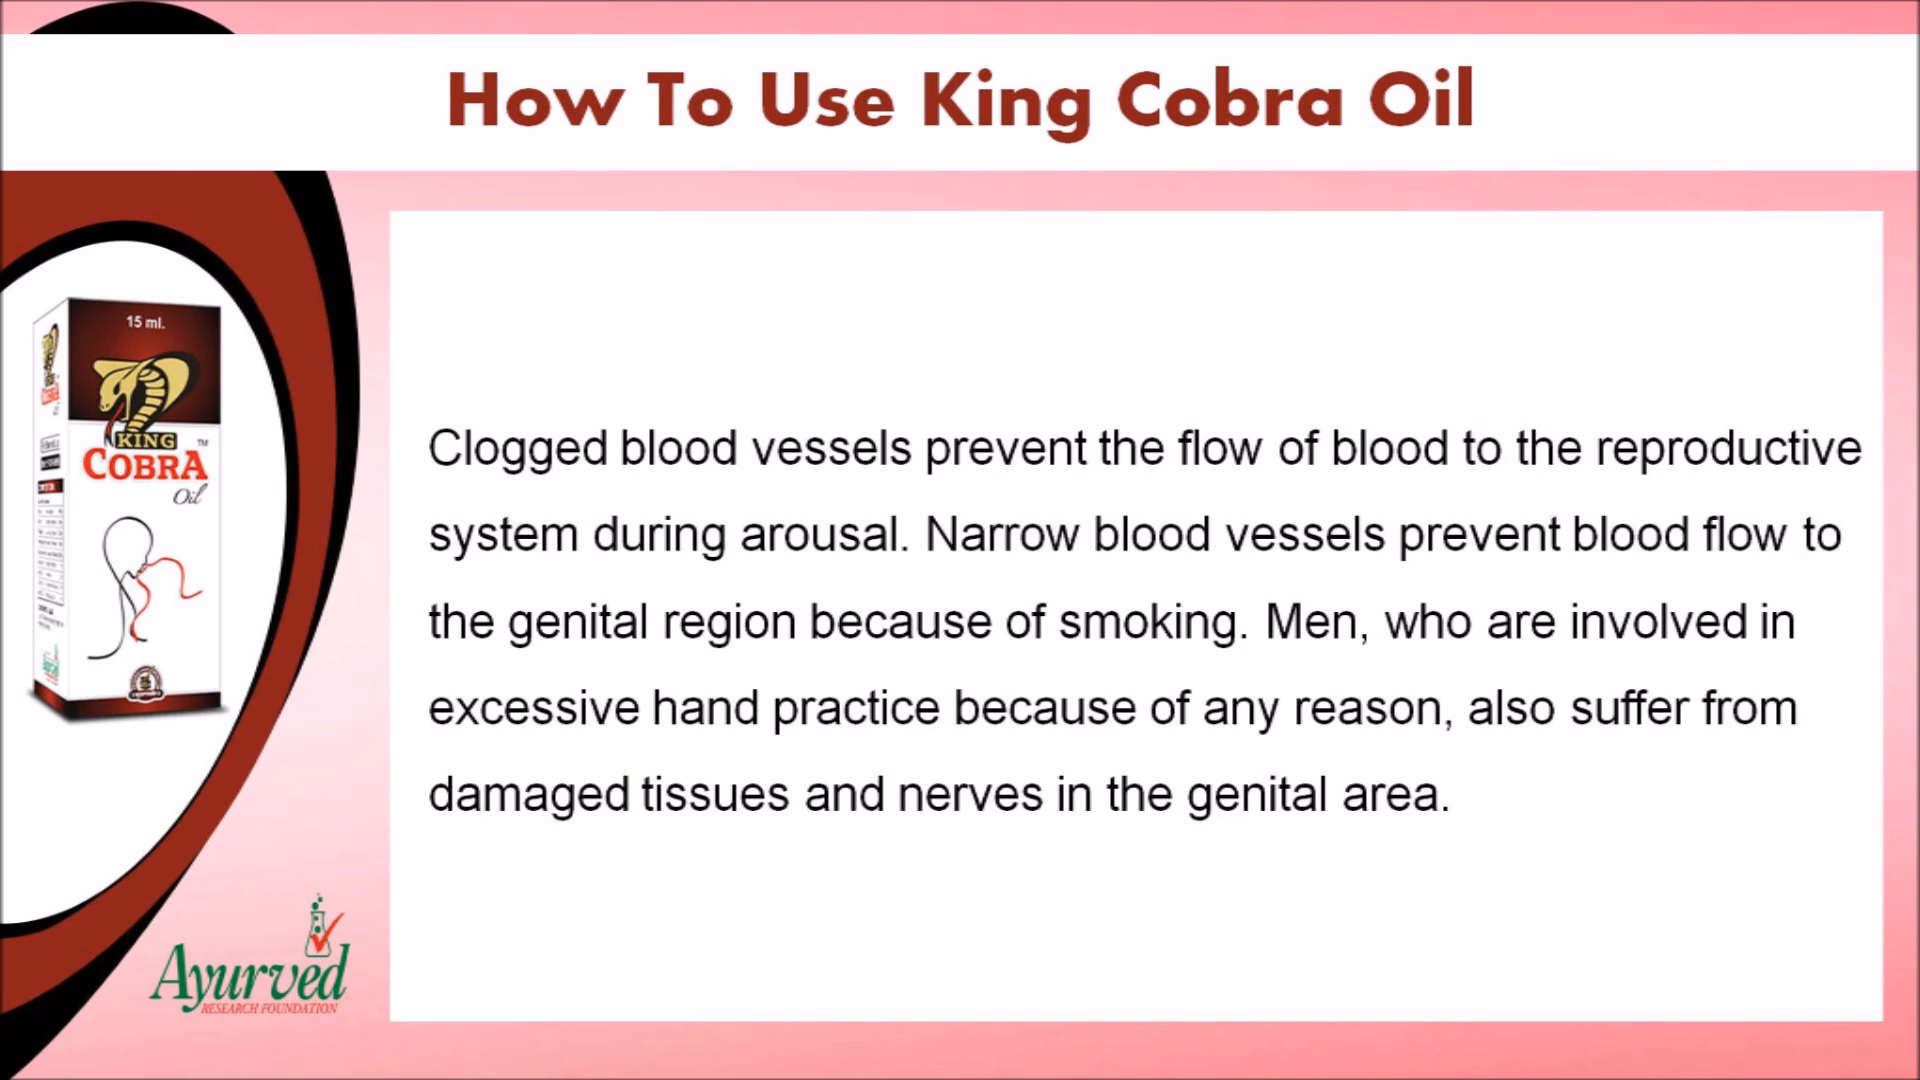 How To Use King Cobra Oil
15 ml.
KING
COBRA
TM
Oil
Clogged blood vessels prevent the flow of blood to the reproductive
system during arousal. Narrow blood vessels prevent blood flow to
the genital region because of smoking. Men, who are involved in
excessive hand practice because of any reason, also suffer from
damaged tissues and nerves in the genital area.
Ayurved
RESEARCH FOUNDATION